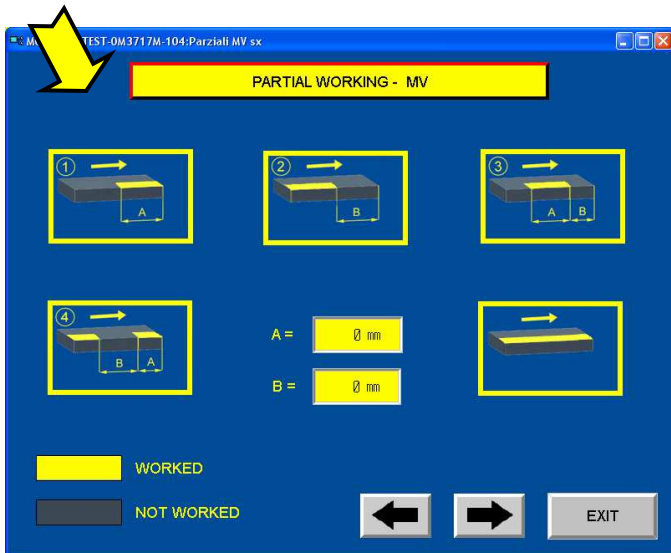 TEST-0M3717M-104:Parziali MV sx
PARTIAL WORKING - MV
1
A
2
B
3
A B
4
B A
A = 0 mm
B = 0 mm
WORKED
NOT WORKED
EXIT